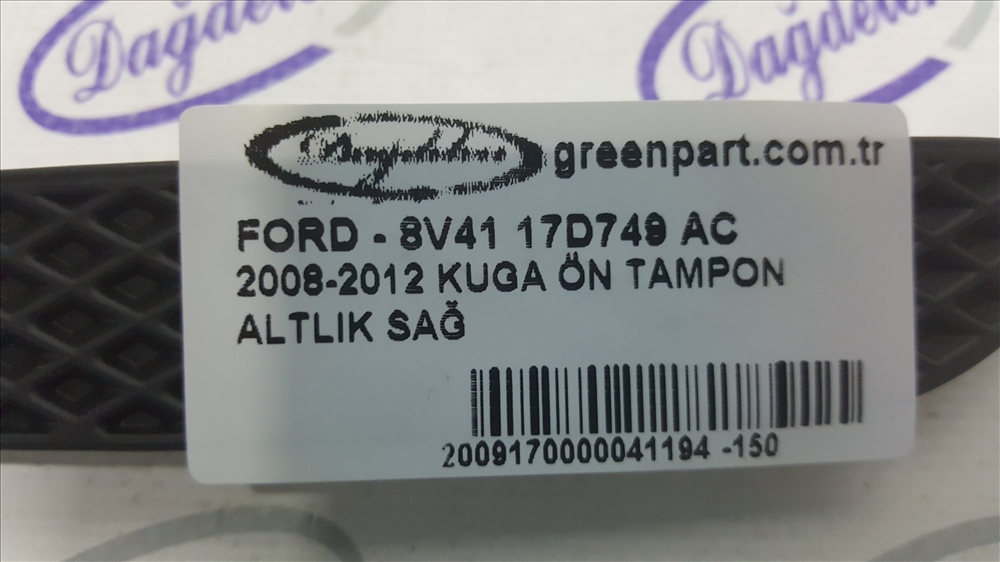 Dağdelen
Dağdelen
greenpart.com.tr
FORD - 8V41 17D749 AC
2008-2012 KUGA ÖN TAMPON
ALTLIK SAĞ
2009170000041194 -150